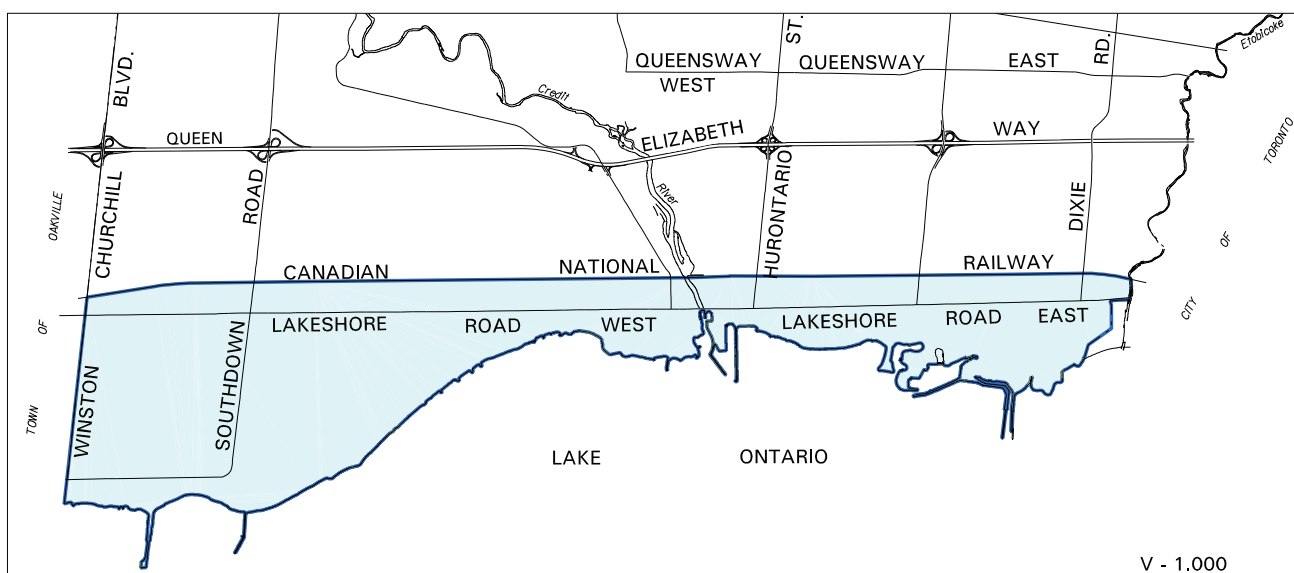 BLVD.
ST.
RD.
Etobicoke
QUEENSWAY QUEENSWAY EAST
WEST
Credit
QUEEN ELIZABETH WAY
TORONTO
OF
CITY
River
OAKVILLE
OF
TOWN
CHURCHILL
WINSTON
ROAD
SOUTHDOWN
HURONTARIO
DIXIE
CANADIAN NATIONAL RAILWAY
LAKESHORE ROAD WEST LAKESHORE ROAD EAST
LAKE ONTARIO
V - 1.000